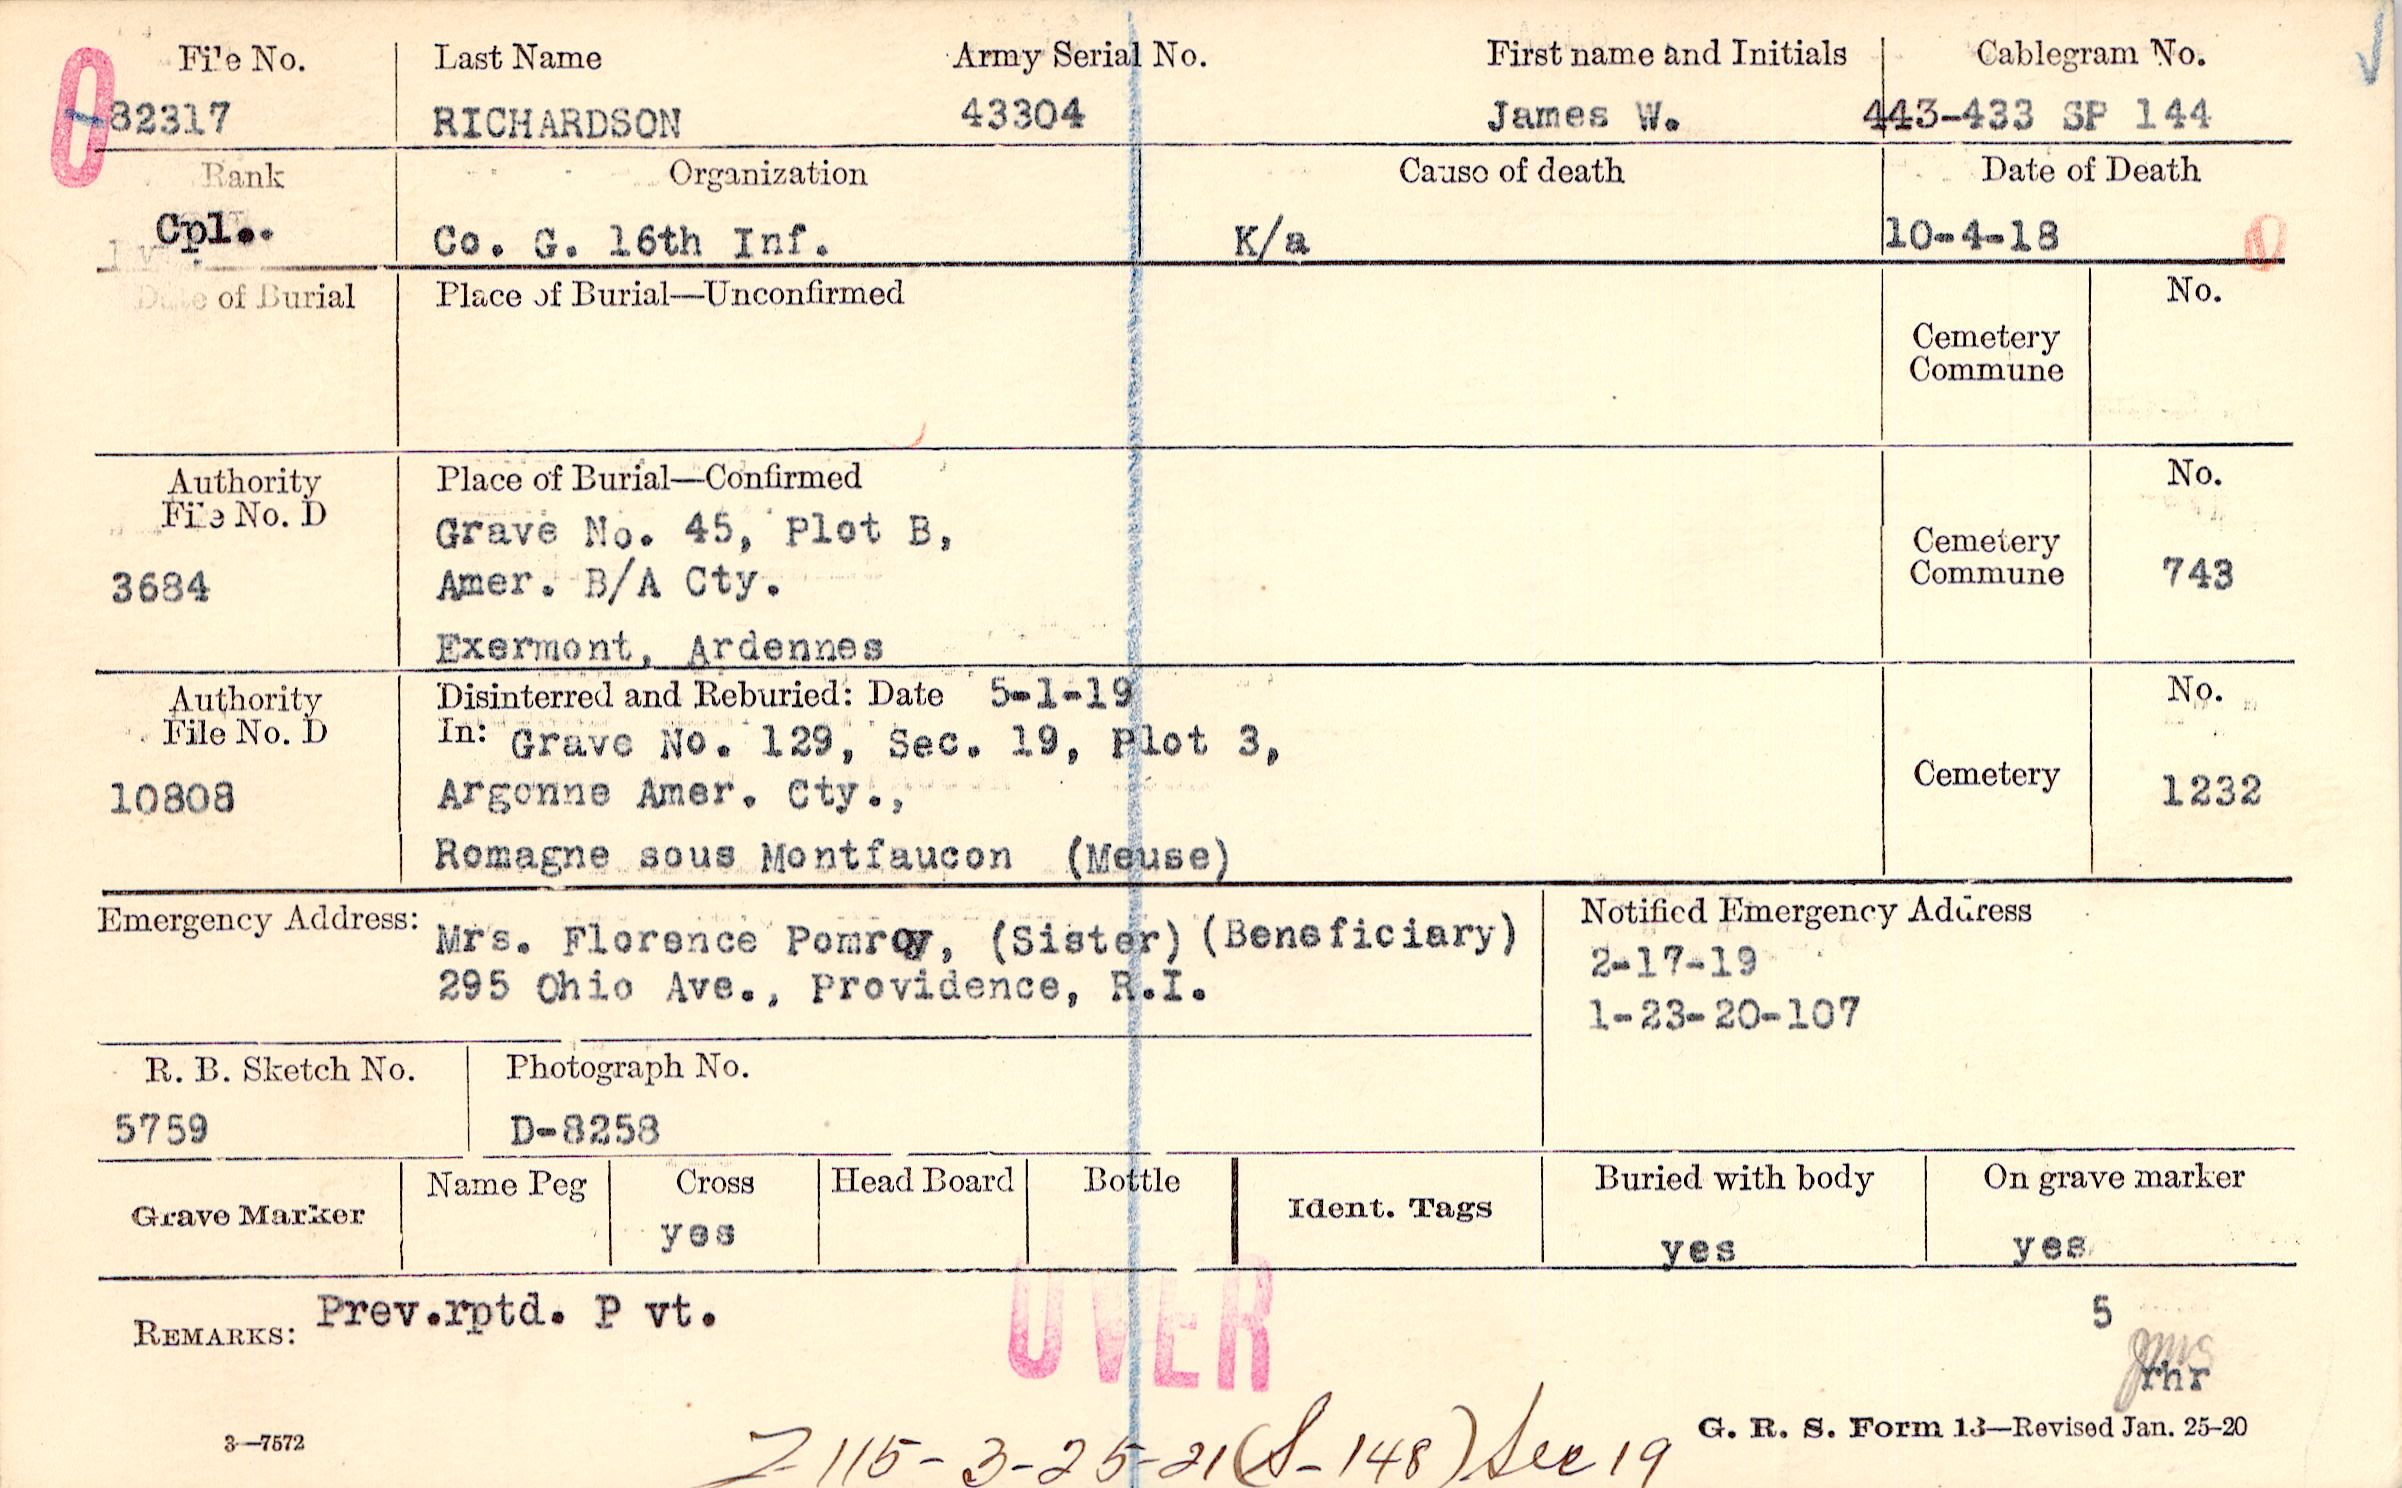 File No. Last Name Army Serial No. First name and Initials Cablegram No.
82317 RICHARDSON 43304 James W. 443-433 SP 144
Rank Organization Cause of death Date of Death
Cpl.. Co. G. 16th Inf. K/a 10-4-18
Date of Burial Place of Burial—Unconfirmed No.
Cemetery
Commune
Authority Place of Burial—Confirmed No.
File No. D
Grave No. 45, Plot B,
Cemetery
3684 Amer. B/A Cty. Commune 743
Exermont, Ardennes
Authority Disinterred and Reburied: Date 5-1-19 No.
File No. D In: Grave No. 129, Sec. 19, Plot 3,
10808 Argonne Amer. Cty., Cemetery 1232
Romagne sous Montfaucon (Meuse)
Emergency Address: Mrs. Florence Pomroy, (Sister) (Beneficiary) Notified Emergency Address
295 Ohio Ave., Providence, R.I. 2-17-19
1-23-20-107
R. B. Sketch No. Photograph No.
5759 D-8258
Grave Marker Name Peg Cross Head Board Bottle Ident. Tags Buried with body On grave marker
yes yes yes
REMARKS: Prev.rptd. P vt. OVER 5
rhr
3—7572 G. R. S. Form 13—Revised Jan. 25-20
115-3-25-21 (S-148) Sec 19